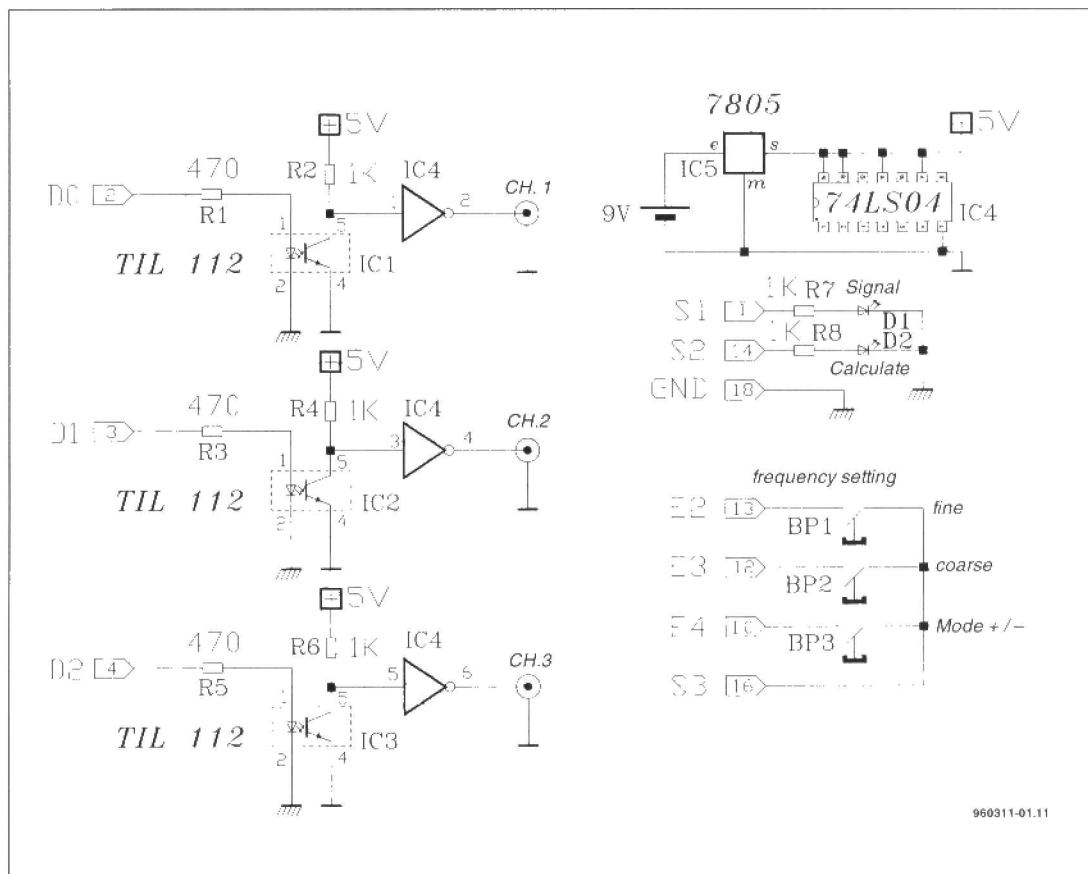 5V
470
R2
1K
IC4
CH. 1
D0
2
R1
1
2
1
5
TIL 112
IC1
2
4
5V
470
R4
1K
IC4
CH.2
D1
3
R3
3
4
1
5
TIL 112
IC2
2
4
5V
470
R6
1K
IC4
CH.3
D2
4
R5
5
6
1
5
TIL 112
IC3
2
4
7805
5V
e
s
IC5
m
9V
74LS04
IC4
1K
R7
Signal
S1
1
D1
1K
R8
D2
S2
14
Calculate
GND
18
frequency setting
E2
13
BP1
fine
E3
12
BP2
coarse
E4
10
BP3
Mode +/−
S3
16
960311-01.11